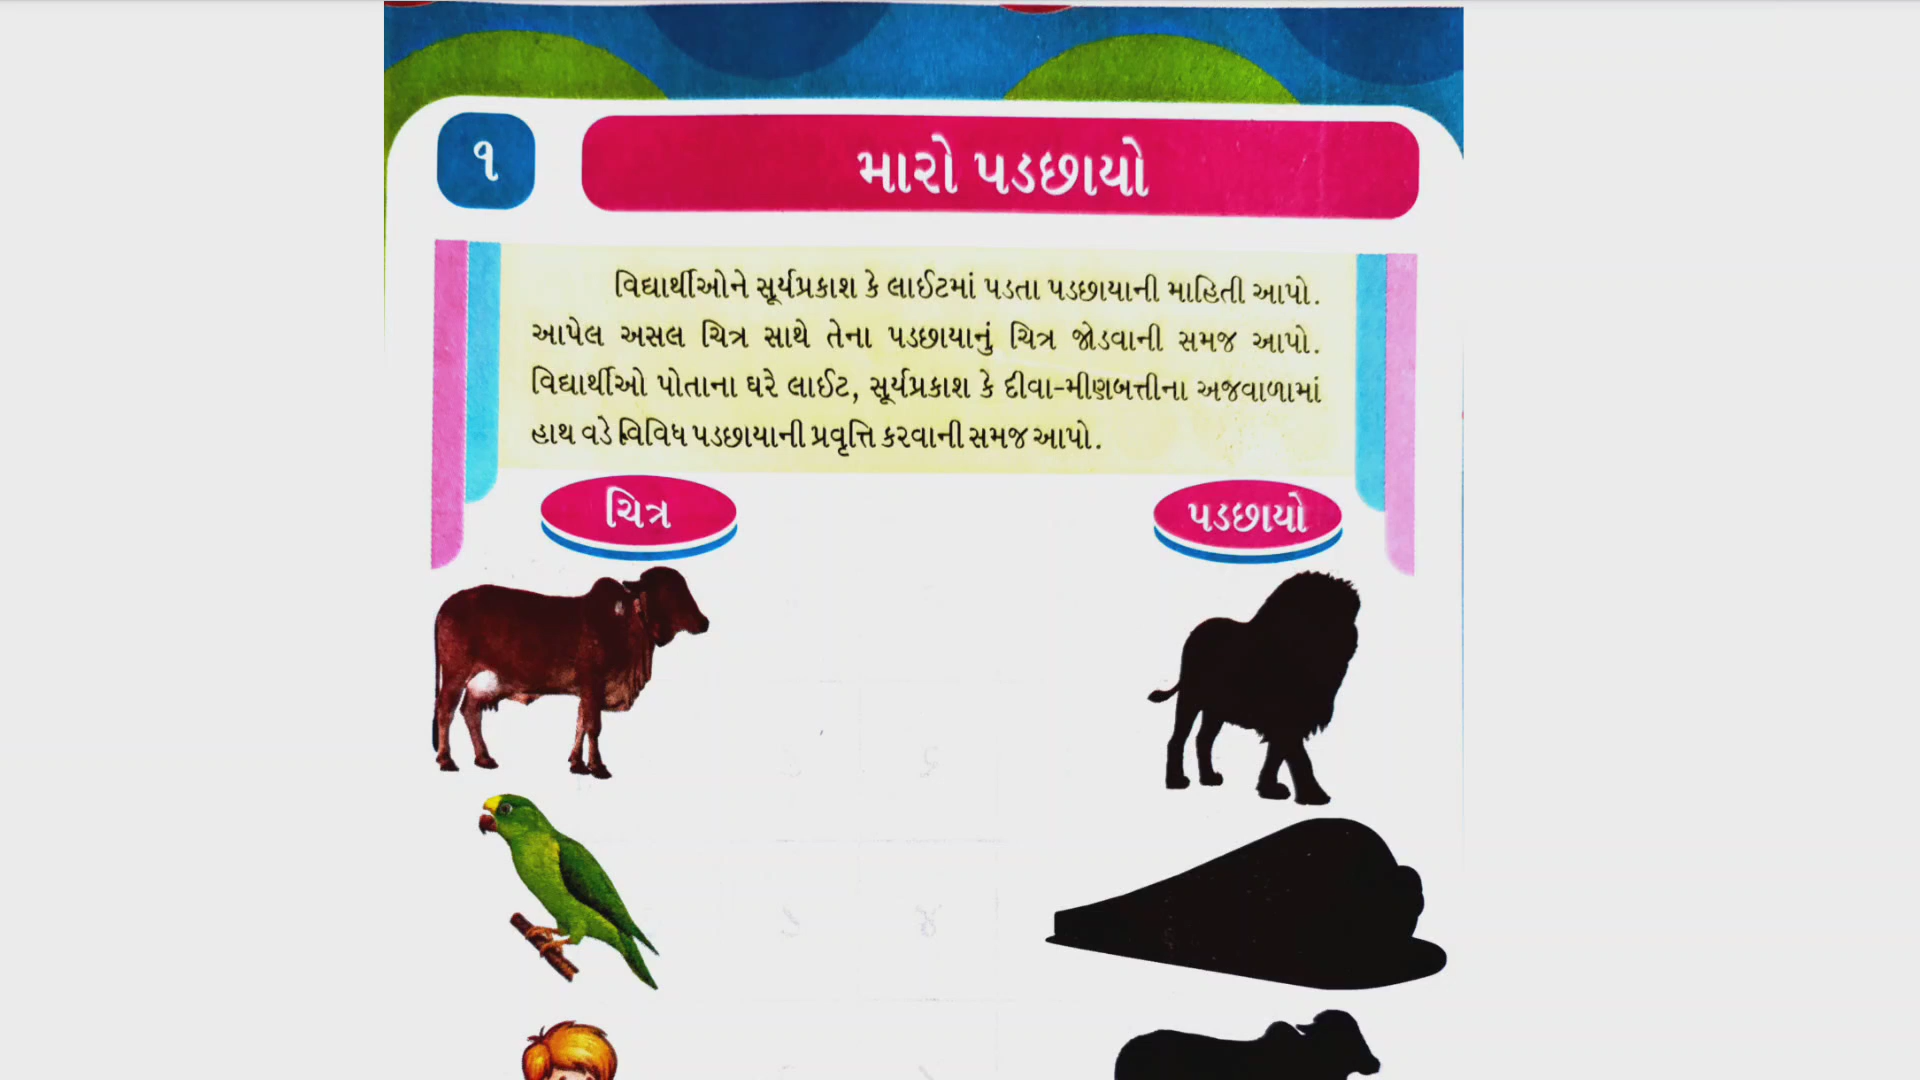 ૧
મારો પડછાયો
વિદ્યાર્થીઓને સૂર્યપ્રકાશ કે લાઈટમાં પડતા પડછાયાની માહિતી આપો.
આપેલ અસલ ચિત્ર સાથે તેના પડછાયાનું ચિત્ર જોડવાની સમજ આપો.
વિદ્યાર્થીઓ પોતાના ઘરે લાઈટ, સૂર્યપ્રકાશ કે દીવા-મીણબત્તીના અજવાળામાં
હાથ વડે વિવિધ પડછાયાની પ્રવૃત્તિ કરવાની સમજ આપો.
ચિત્ર
પડછાયો